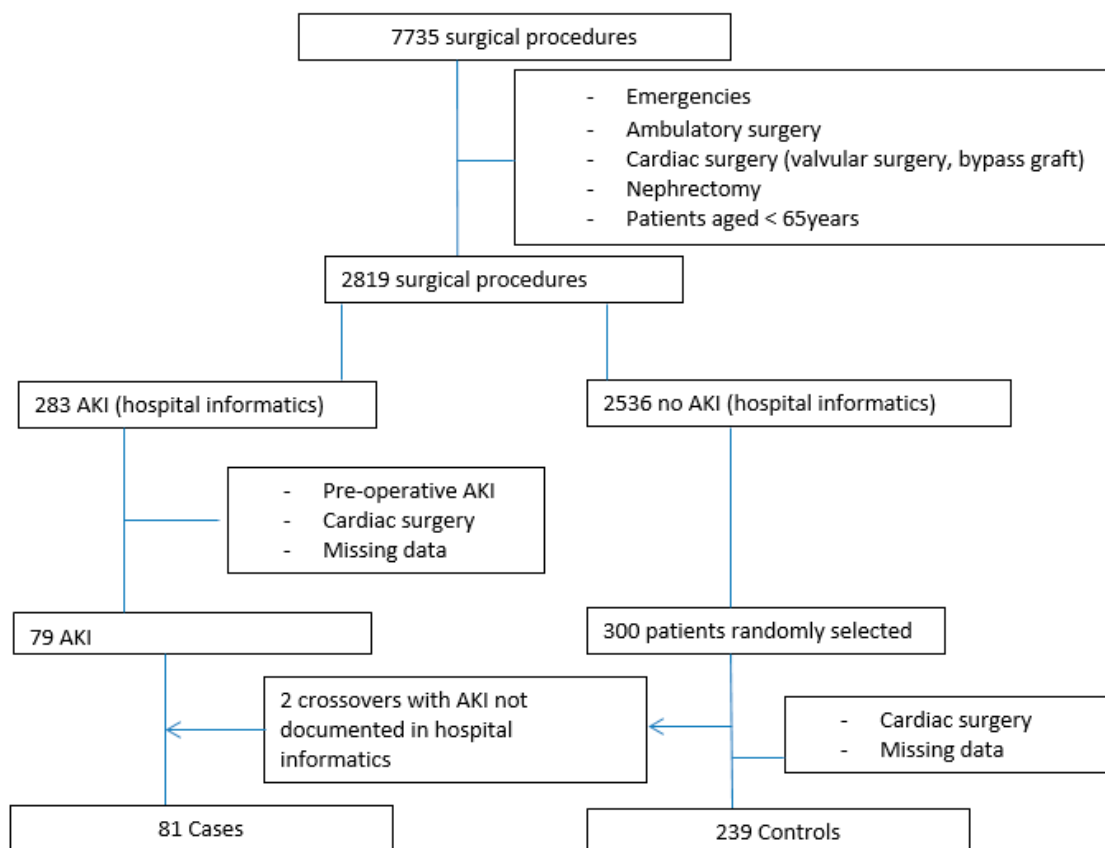 7735 surgical procedures
- Emergencies
- Ambulatory surgery
- Cardiac surgery (valvular surgery, bypass graft)
- Nephrectomy
- Patients aged < 65years
2819 surgical procedures
283 AKI (hospital informatics)
2536 no AKI (hospital informatics)
- Pre-operative AKI
- Cardiac surgery
- Missing data
79 AKI
300 patients randomly selected
2 crossovers with AKI not
documented in hospital
informatics
- Cardiac surgery
- Missing data
81 Cases
239 Controls